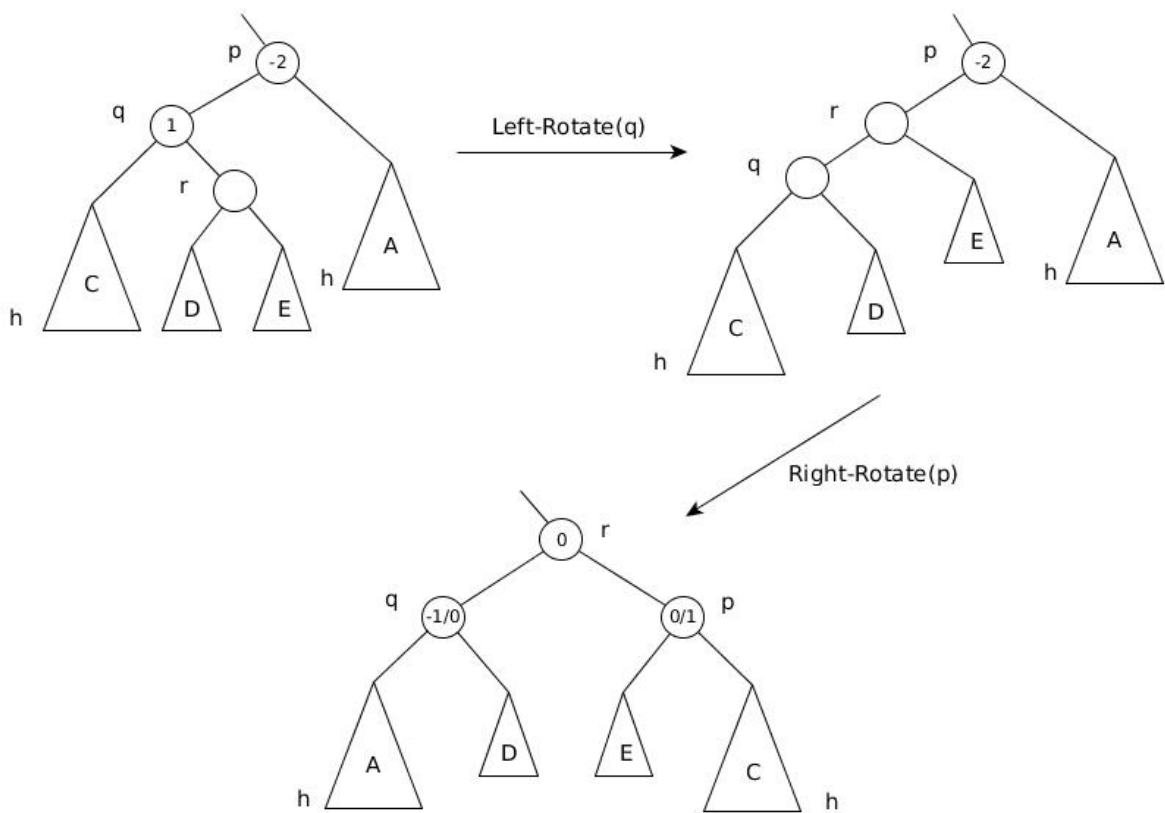 p
-2
q
1
r
C
D
E
A
h
h
Left-Rotate(q)
p
-2
r
q
E
A
h
C
D
h
Right-Rotate(p)
0
r
q
-1/0
0/1
p
A
D
E
C
h
h